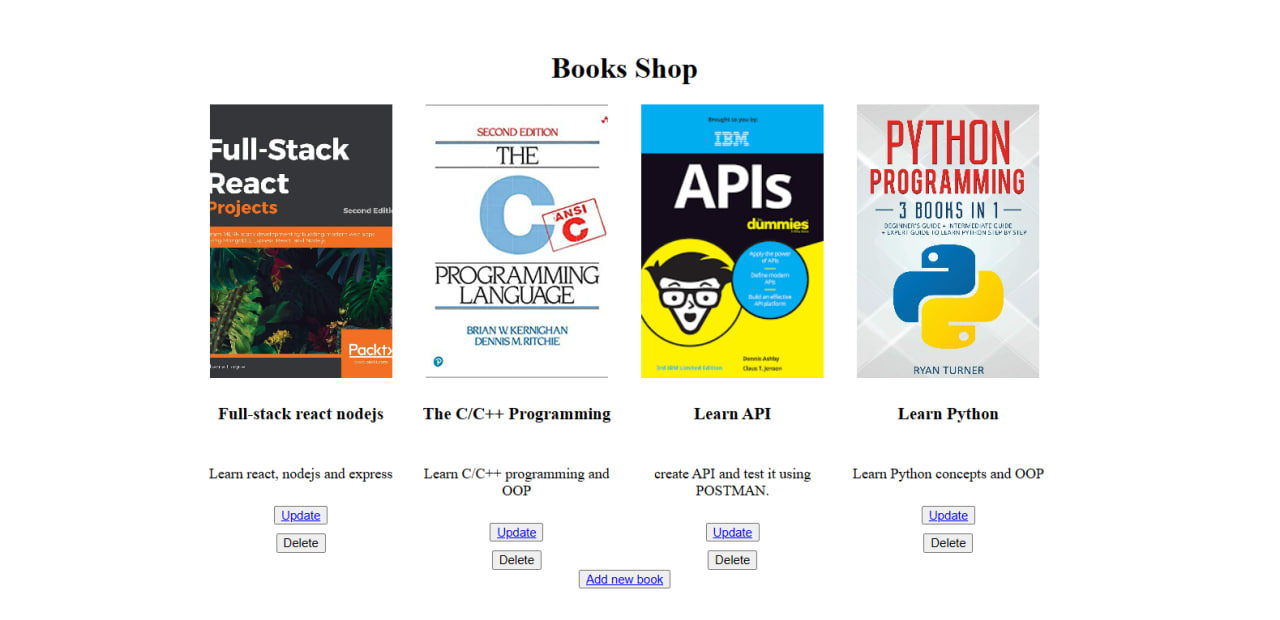 Books Shop
Full-Stack
React
Projects
Second Editi
Packt>
SECOND EDITION
THE
C
ANSI
C
PROGRAMMING
LANGUAGE
BRIAN W. KERNIGHAN
DENNIS M. RITCHIE
Brought to you by:
IBM
APIs
dummies
Apply the power
of APIs
Define modern
APIs
Build an effective
API platform
Dennis Ashby
3rd IBM Limited Edition
Claus T. Jensen
PYTHON
PROGRAMMING
3 BOOKS IN 1
BEGINNER'S GUIDE + INTERMEDIATE GUIDE
+ EXPERT GUIDE TO LEARN PYTHON STEP BY STEP
RYAN TURNER
Full-stack react nodejs
The C/C++ Programming
Learn API
Learn Python
Learn react, nodejs and express
Learn C/C++ programming and
OOP
create API and test it using
POSTMAN.
Learn Python concepts and OOP
Update
Delete
Update
Delete
Update
Delete
Update
Delete
Add new book